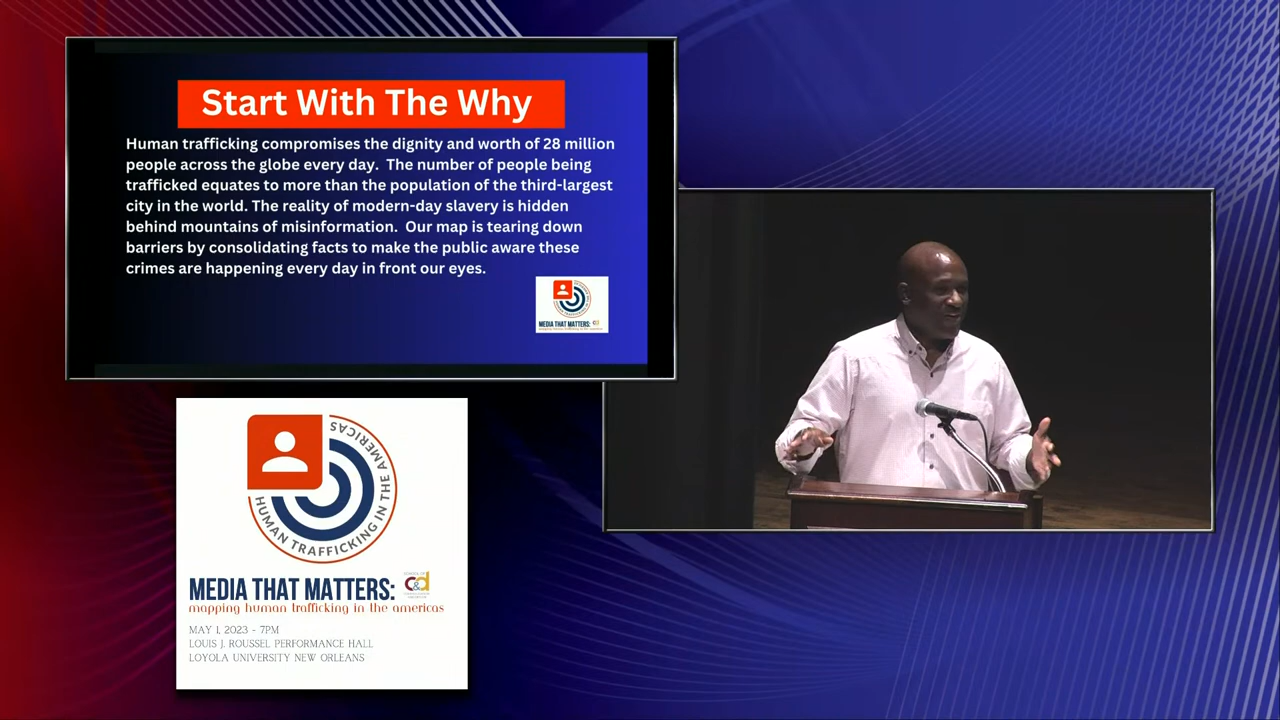 Start With The Why
Human trafficking compromises the dignity and worth of 28 million
people across the globe every day. The number of people being
trafficked equates to more than the population of the third-largest
city in the world. The reality of modern-day slavery is hidden
behind mountains of misinformation. Our map is tearing down
barriers by consolidating facts to make the public aware these
crimes are happening every day in front our eyes.
MEDIA THAT MATTERS:
HUMAN TRAFFICKING IN THE AMERICAS
MEDIA THAT MATTERS:
c&d
mapping human trafficking in the americas
MAY 1, 2023 - 7PM
LOUIS J. ROUSSEL PERFORMANCE HALL
LOYOLA UNIVERSITY NEW ORLEANS